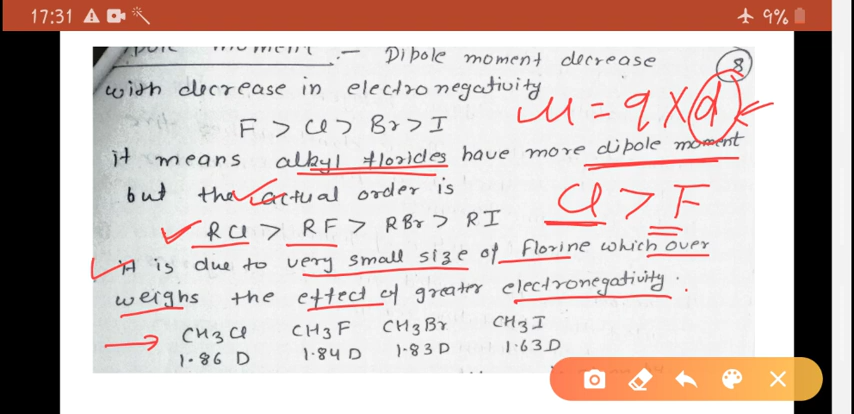 17:31
9%
moment :- Dipole moment decrease
8
with decrease in electronegativity
μ = q x d
F > Cl > Br > I
it means alkyl florides have more dipole moment
but the actual order is
Cl > F
RCl > RF > RBr > RI
it is due to very small size of florine which over
weighs the effect of greater electronegativity.
CH3Cl CH3F CH3Br CH3I
1.86 D 1.84 D 1.83 D 1.63 D